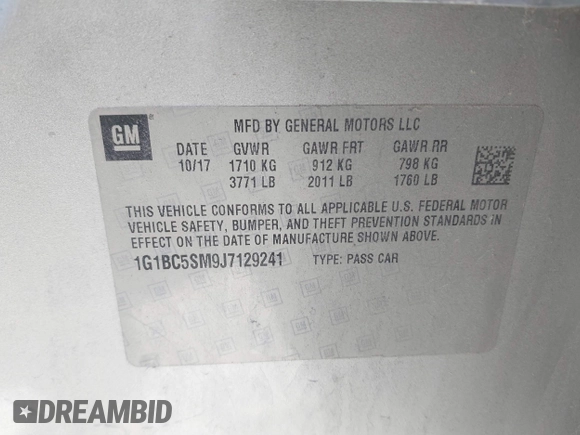 GM
MFD BY GENERAL MOTORS LLC
DATE GVWR GAWR FRT GAWR RR
10/17 1710 KG 912 KG 798 KG
3771 LB 2011 LB 1760 LB
THIS VEHICLE CONFORMS TO ALL APPLICABLE U.S. FEDERAL MOTOR
VEHICLE SAFETY, BUMPER, AND THEFT PREVENTION STANDARDS IN
EFFECT ON THE DATE OF MANUFACTURE SHOWN ABOVE.
1G1BC5SM9J7129241 TYPE: PASS CAR
DREAMBID